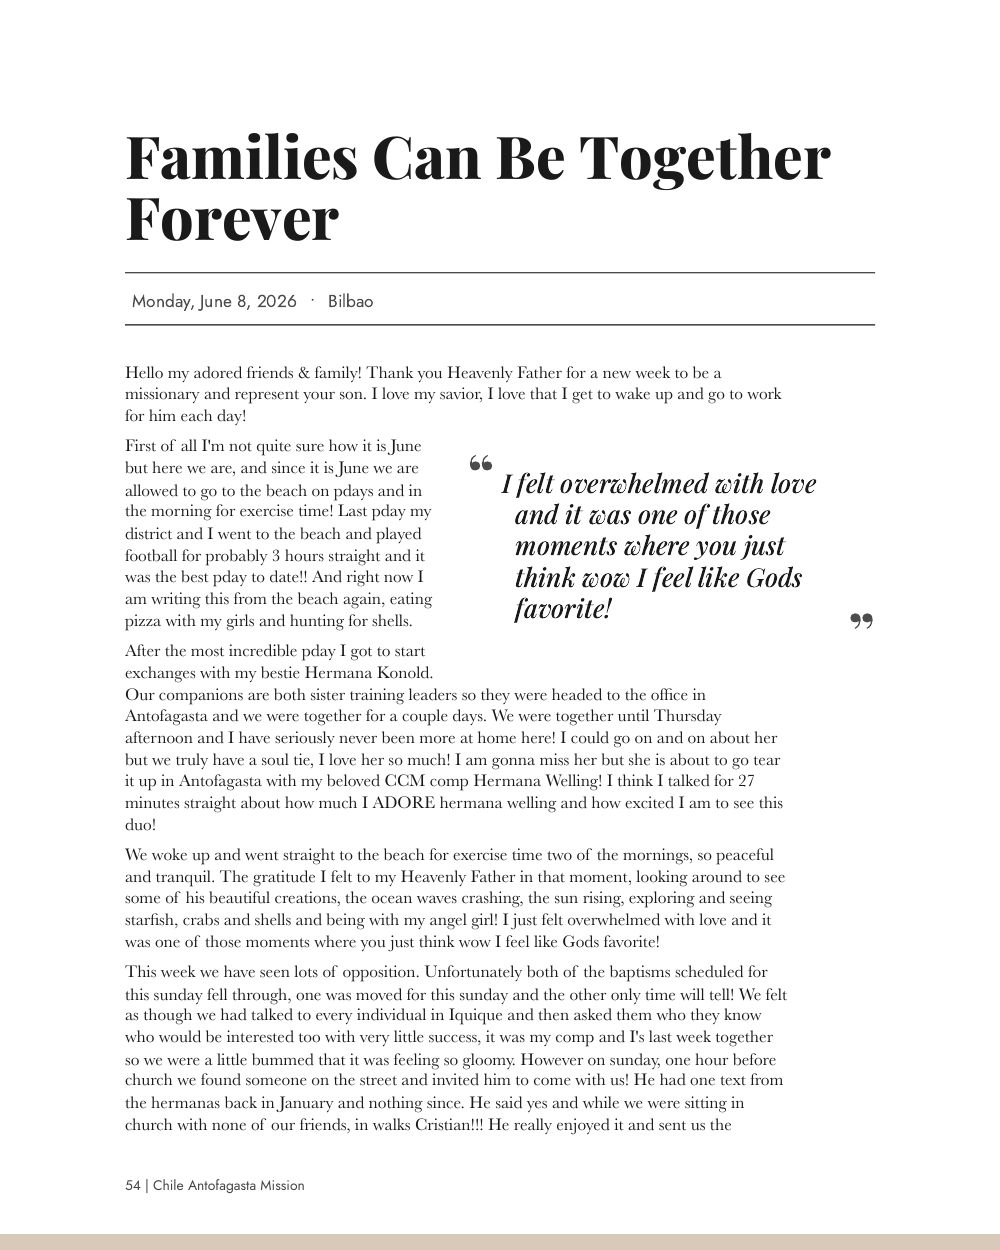 Families Can Be Together
Forever
Monday, June 8, 2026 · Bilbao
Hello my adored friends & family! Thank you Heavenly Father for a new week to be a
missionary and represent your son. I love my savior, I love that I get to wake up and go to work
for him each day!
First of all I'm not quite sure how it is June
but here we are, and since it is June we are
allowed to go to the beach on pdays and in
the morning for exercise time! Last pday my
district and I went to the beach and played
football for probably 3 hours straight and it
was the best pday to date!! And right now I
am writing this from the beach again, eating
pizza with my girls and hunting for shells.
“ I felt overwhelmed with love
and it was one of those
moments where you just
think wow I feel like Gods
favorite! ”
After the most incredible pday I got to start
exchanges with my bestie Hermana Konold.
Our companions are both sister training leaders so they were headed to the office in
Antofagasta and we were together for a couple days. We were together until Thursday
afternoon and I have seriously never been more at home here! I could go on and on about her
but we truly have a soul tie, I love her so much! I am gonna miss her but she is about to go tear
it up in Antofagasta with my beloved CCM comp Hermana Welling! I think I talked for 27
minutes straight about how much I ADORE hermana welling and how excited I am to see this
duo!
We woke up and went straight to the beach for exercise time two of the mornings, so peaceful
and tranquil. The gratitude I felt to my Heavenly Father in that moment, looking around to see
some of his beautiful creations, the ocean waves crashing, the sun rising, exploring and seeing
starfish, crabs and shells and being with my angel girl! I just felt overwhelmed with love and it
was one of those moments where you just think wow I feel like Gods favorite!
This week we have seen lots of opposition. Unfortunately both of the baptisms scheduled for
this sunday fell through, one was moved for this sunday and the other only time will tell! We felt
as though we had talked to every individual in Iquique and then asked them who they know
who would be interested too with very little success, it was my comp and I's last week together
so we were a little bummed that it was feeling so gloomy. However on sunday, one hour before
church we found someone on the street and invited him to come with us! He had one text from
the hermanas back in January and nothing since. He said yes and while we were sitting in
church with none of our friends, in walks Cristian!!! He really enjoyed it and sent us the
54 | Chile Antofagasta Mission